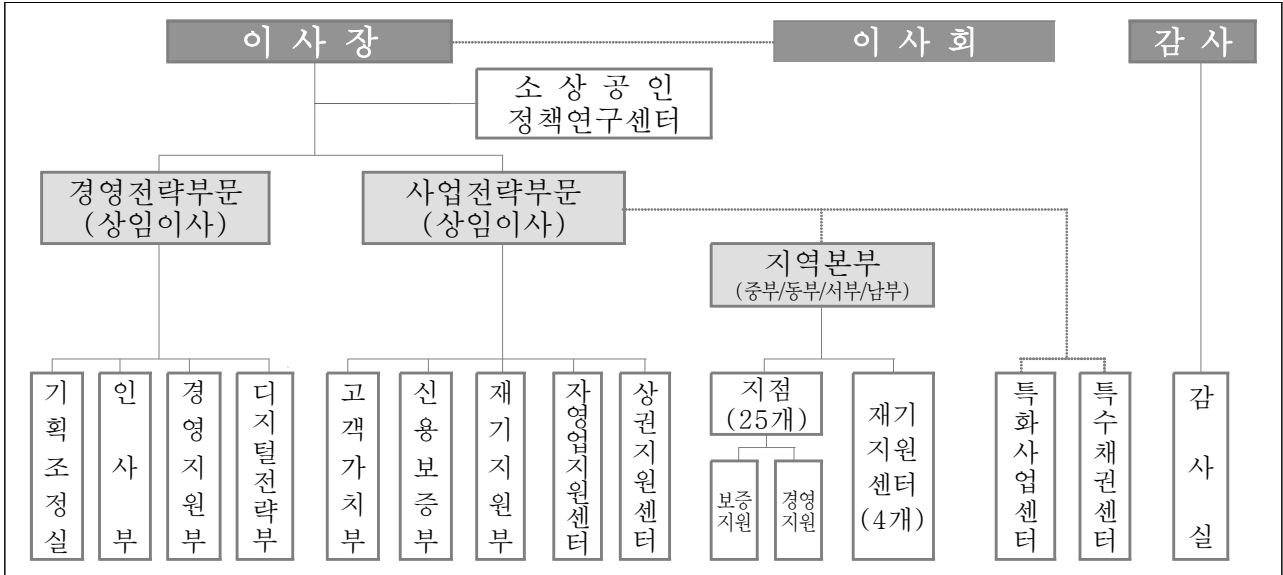 이 사 장
이 사 회
감 사
소 상 공 인
정책연구센터
경영전략부문
(상임이사)
사업전략부문
(상임이사)
지역본부
(중부/동부/서부/남부)
기획조정실
인사부
경영지원부
디지털전략부
고객가치부
신용보증부
재기지원부
자영업지원센터
상권지원센터
지점
(25개)
보증
지원
경영
지원
재기
지원
센터
(4개)
특화사업센터
특수채권센터
감사실